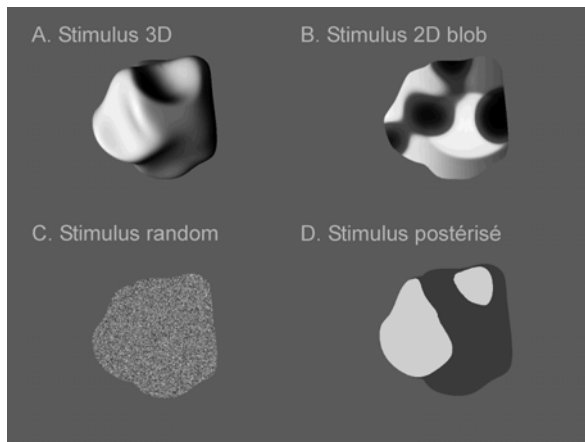 A. Stimulus 3D
B. Stimulus 2D blob
C. Stimulus random
D. Stimulus postérisé